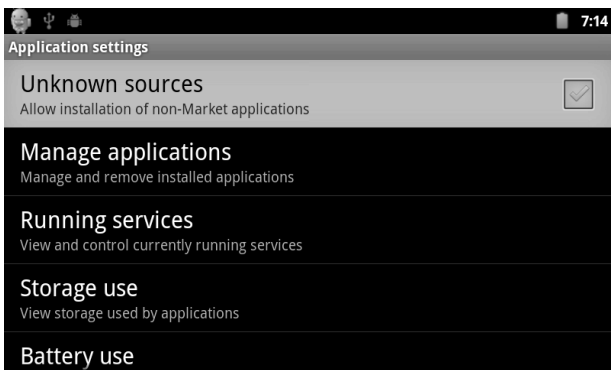 7:14
Application settings
Unknown sources
Allow installation of non-Market applications
Manage applications
Manage and remove installed applications
Running services
View and control currently running services
Storage use
View storage used by applications
Battery use